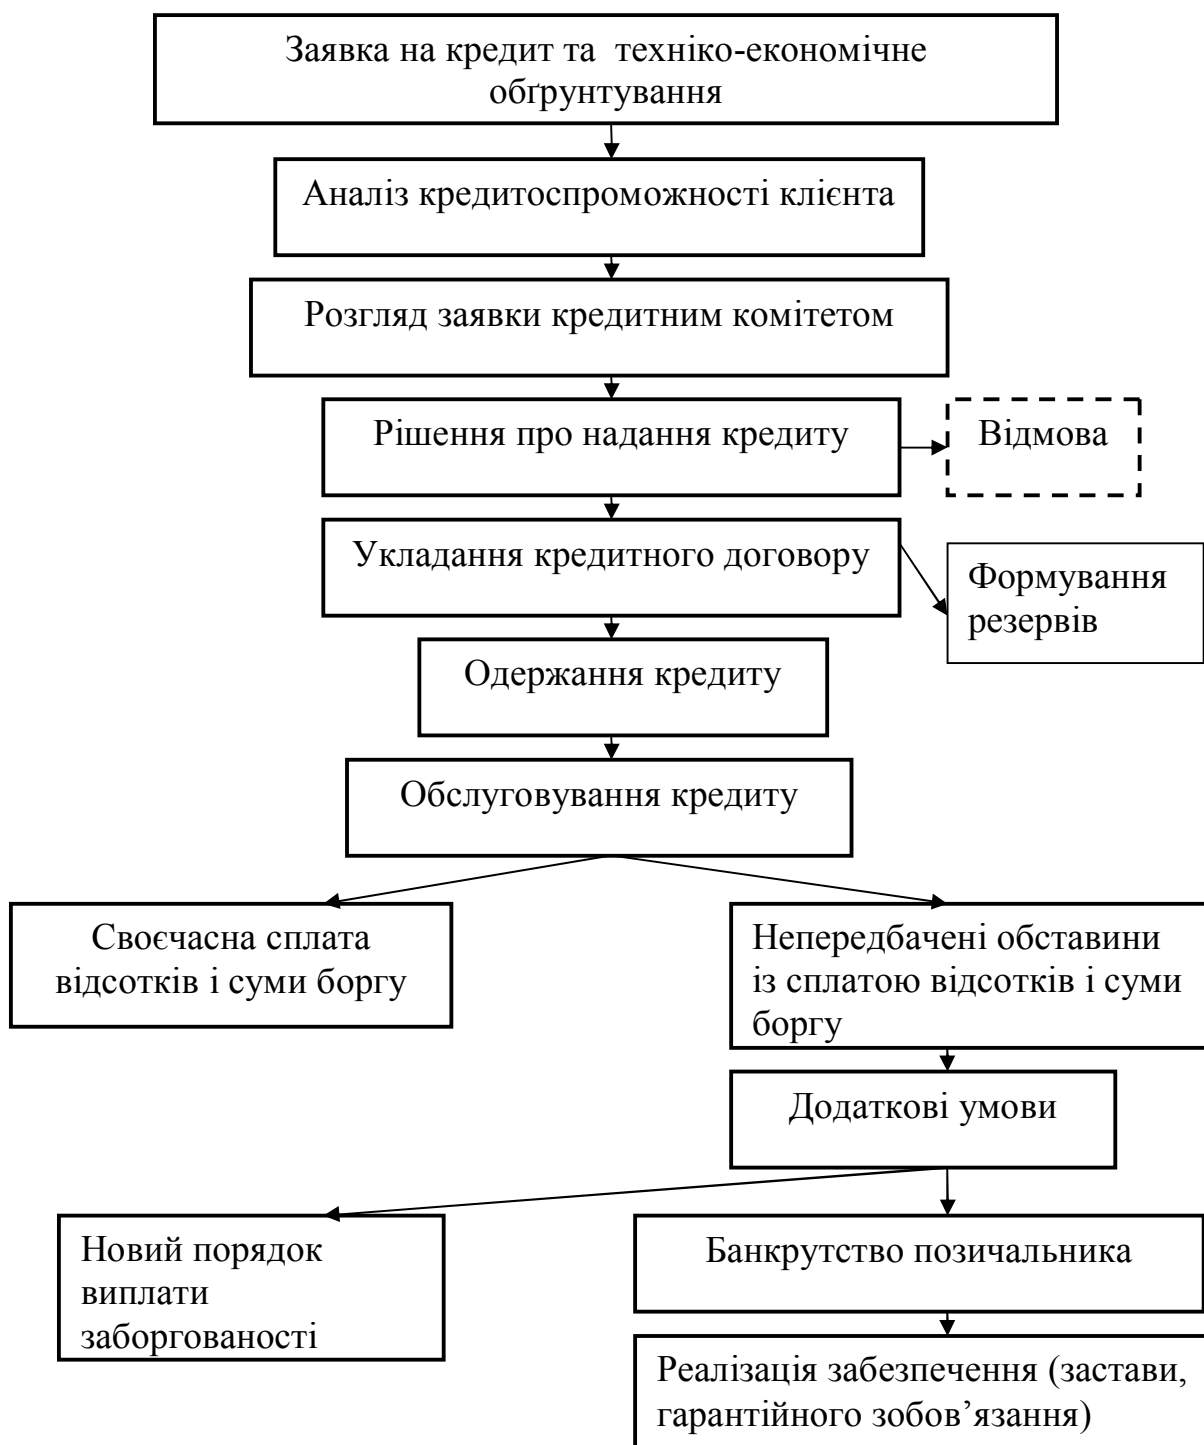 Заявка на кредит та  техніко-економічне
обґрунтування
Аналіз кредитоспроможності клієнта
Розгляд заявки кредитним комітетом
Рішення про надання кредиту
Відмова
Укладання кредитного договору
Формування
резервів
Одержання кредиту
Обслуговування кредиту
Своєчасна сплата
відсотків і суми боргу
Непередбачені обставини
із сплатою відсотків і суми
боргу
Додаткові умови
Новий порядок
виплати
заборгованості
Банкрутство позичальника
Реалізація забезпечення (застави,
гарантійного зобов’язання)